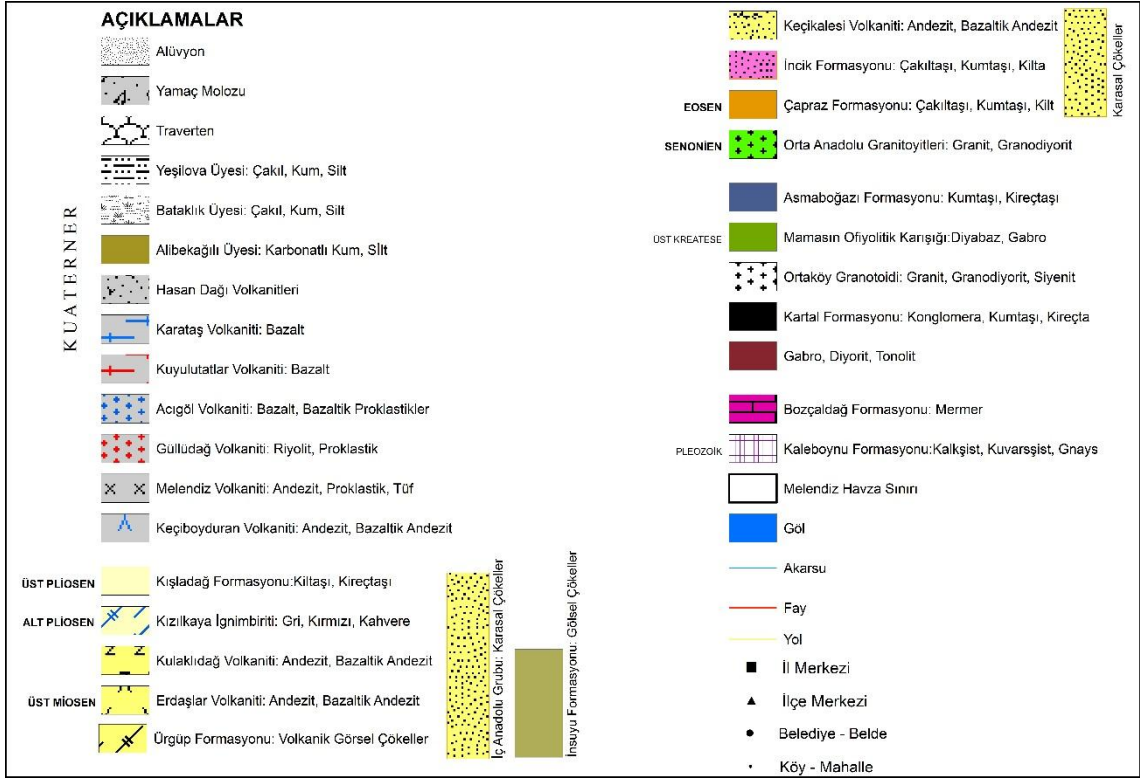 AÇIKLAMALAR
KUATERNER
Alüvyon
Yamaç Molozu
Traverten
Yeşilova Üyesi: Çakıl, Kum, Silt
Bataklık Üyesi: Çakıl, Kum, Silt
Alibekağılı Üyesi: Karbonatlı Kum, Sİlt
Hasan Dağı Volkanitleri
Karataş Volkaniti: Bazalt
Kuyulutatlar Volkaniti: Bazalt
Acıgöl Volkaniti: Bazalt, Bazaltik Proklastikler
Güllüdağ Volkaniti: Riyolit, Proklastik
Melendiz Volkaniti: Andezit, Proklastik, Tüf
Keçiboyduran Volkaniti: Andezit, Bazaltik Andezit
ÜST PLİOSEN Kışladağ Formasyonu:Kiltaşı, Kireçtaşı
ALT PLİOSEN Kızılkaya İgnimbiriti: Gri, Kırmızı, Kahvere
Kulaklıdağ Volkaniti: Andezit, Bazaltik Andezit
ÜST MİOSEN Erdaşlar Volkaniti: Andezit, Bazaltik Andezit
Ürgüp Formasyonu: Volkanik Görsel Çökeller
İç Anadolu Grubu: Karasal Çökeller
İnsuyu Formasyonu: Gölsel Çökeller
Keçikalesi Volkaniti: Andezit, Bazaltik Andezit
İncik Formasyonu: Çakıltaşı, Kumtaşı, Kilta
EOSEN Çapraz Formasyonu: Çakıltaşı, Kumtaşı, Kilt
Karasal Çökeller
SENONİEN Orta Anadolu Granitoyitleri: Granit, Granodiyorit
Asmaboğazı Formasyonu: Kumtaşı, Kireçtaşı
ÜST KREATESE Mamasın Ofiyolitik Karışığı:Diyabaz, Gabro
Ortaköy Granotoidi: Granit, Granodiyorit, Siyenit
Kartal Formasyonu: Konglomera, Kumtaşı, Kireçta
Gabro, Diyorit, Tonolit
Bozçaldağ Formasyonu: Mermer
PLEOZOİK Kaleboynu Formasyonu:Kalkşist, Kuvarsşist, Gnays
Melendiz Havza Sınırı
Göl
Akarsu
Fay
Yol
İl Merkezi
İlçe Merkezi
Belediye - Belde
Köy - Mahalle